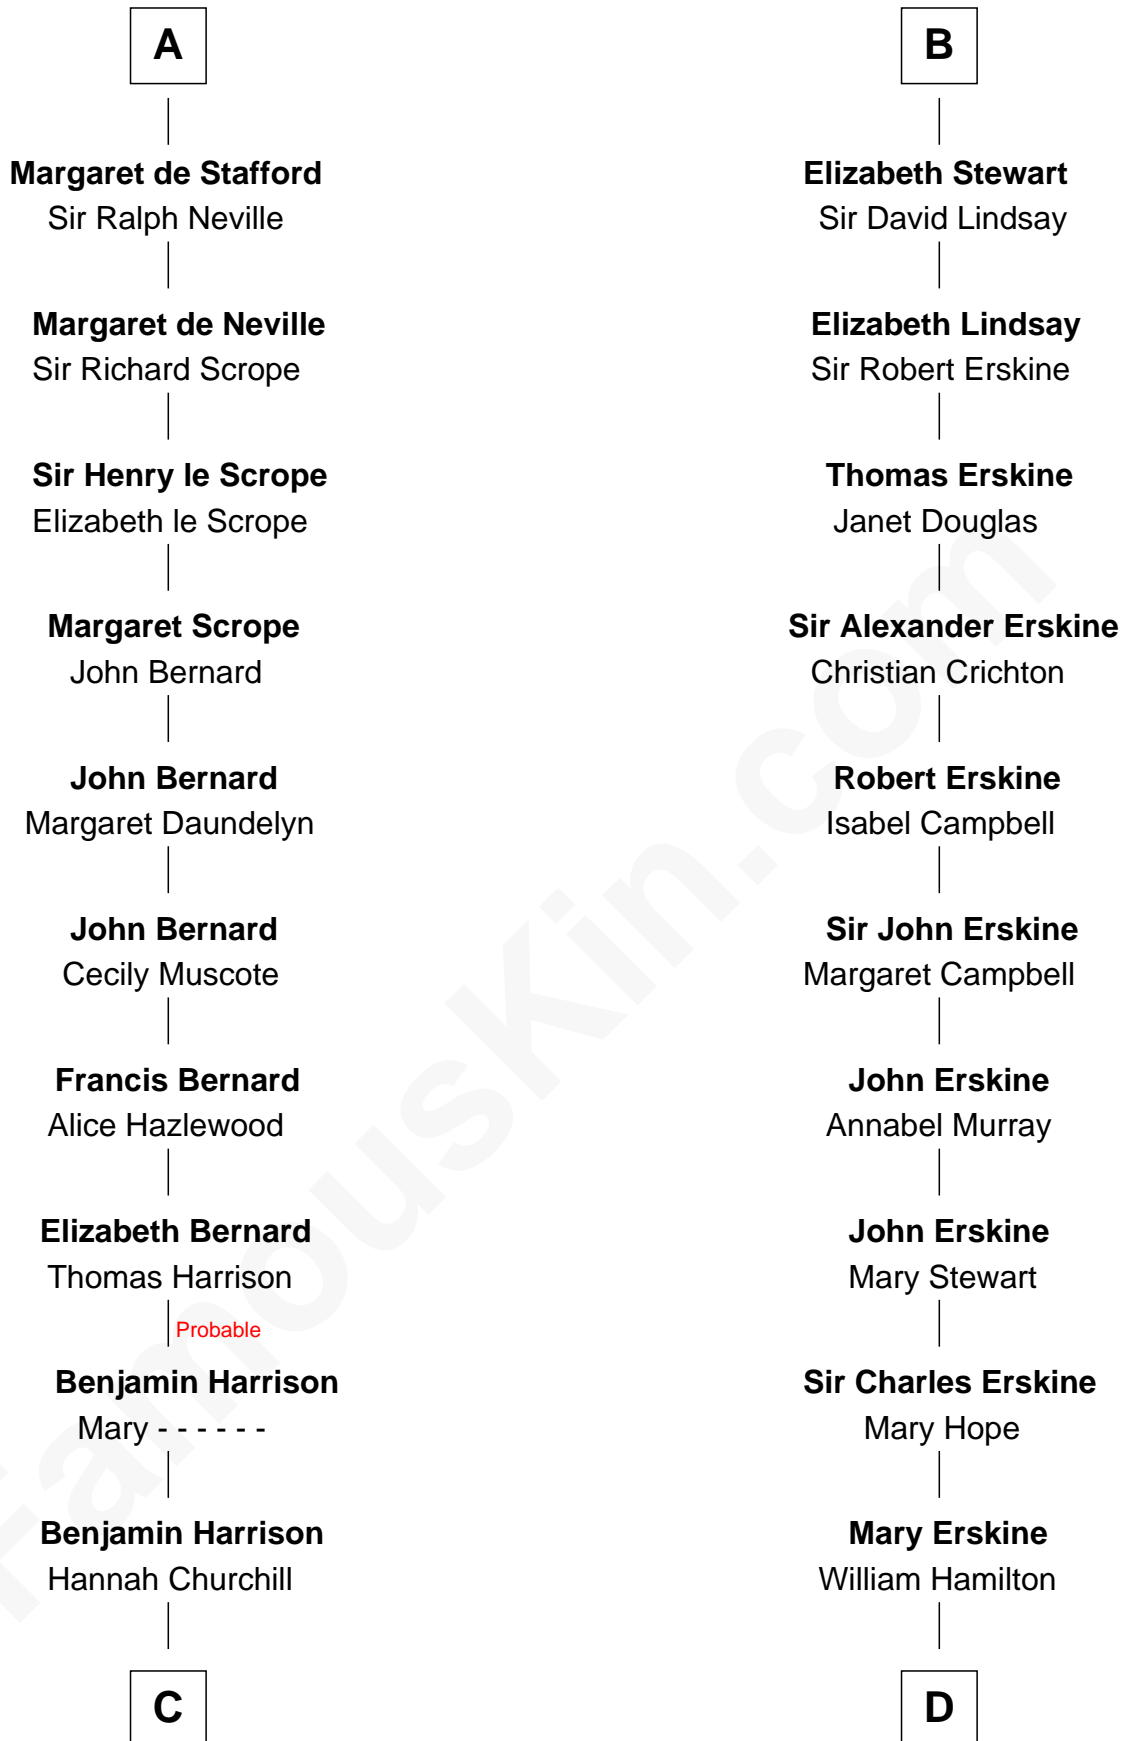 A
Margaret de Stafford
Sir Ralph Neville
Margaret de Neville
Sir Richard Scrope
Sir Henry le Scrope
Elizabeth le Scrope
Margaret Scrope
John Bernard
John Bernard
Margaret Daundelyn
John Bernard
Cecily Muscote
Francis Bernard
Alice Hazlewood
Elizabeth Bernard
Thomas Harrison
Probable
Benjamin Harrison
Mary - - - - - -
Benjamin Harrison
Hannah Churchill
C
B
Elizabeth Stewart
Sir David Lindsay
Elizabeth Lindsay
Sir Robert Erskine
Thomas Erskine
Janet Douglas
Sir Alexander Erskine
Christian Crichton
Robert Erskine
Isabel Campbell
Sir John Erskine
Margaret Campbell
John Erskine
Annabel Murray
John Erskine
Mary Stewart
Sir Charles Erskine
Mary Hope
Mary Erskine
William Hamilton
D
FamousKin.com